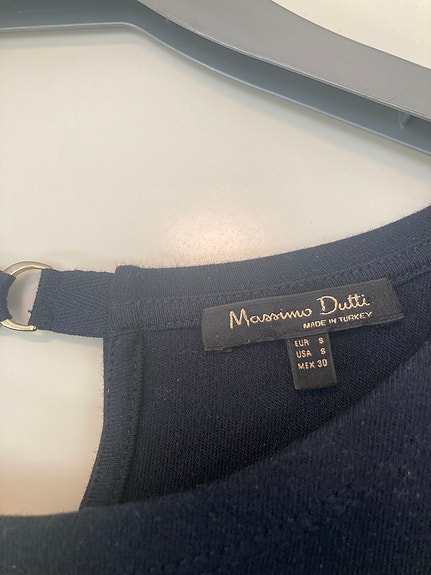 Massimo Dutti
MADE IN TURKEY
EUR S
USA S
MEX 30